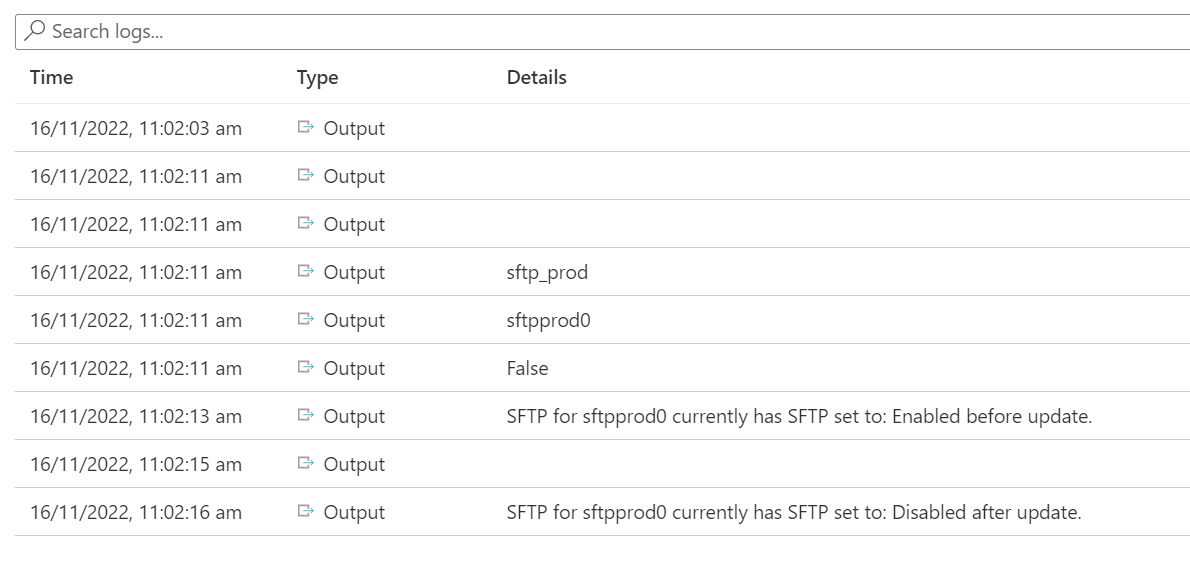 Search logs...
Time Type Details
16/11/2022, 11:02:03 am Output
16/11/2022, 11:02:11 am Output
16/11/2022, 11:02:11 am Output
16/11/2022, 11:02:11 am Output sftp_prod
16/11/2022, 11:02:11 am Output sftpprod0
16/11/2022, 11:02:11 am Output False
16/11/2022, 11:02:13 am Output SFTP for sftpprod0 currently has SFTP set to: Enabled before update.
16/11/2022, 11:02:15 am Output
16/11/2022, 11:02:16 am Output SFTP for sftpprod0 currently has SFTP set to: Disabled after update.